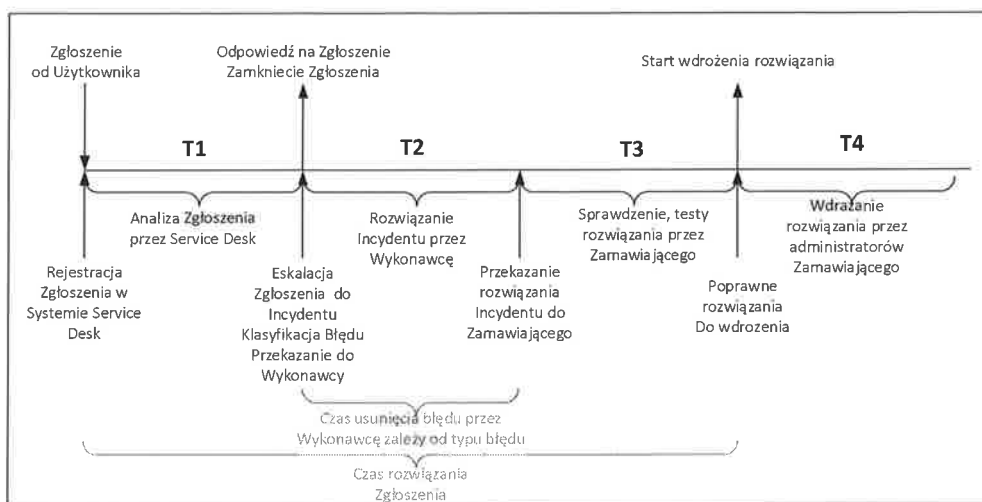 Zgłoszenie
od Użytkownika
Odpowiedź na Zgłoszenie
Zamkniecie Zgłoszenia
Start wdrożenia rozwiązania
T1
T2
T3
T4
Analiza Zgłoszenia
przez Service Desk
Rozwiązanie
Incydentu przez
Wykonawcę
Sprawdzenie, testy
rozwiązania przez
Zamawiającego
Wdrażanie
rozwiązania przez
administratorów
Zamawiającego
Rejestracja
Zgłoszenia w
Systemie Service
Desk
Eskalacja
Zgłoszenia do
Incydentu
Klasyfikacja Błędu
Przekazanie do
Wykonawcy
Przekazanie
rozwiązania
Incydentu do
Zamawiającego
Poprawne
rozwiązania
Do wdrozenia
Czas usunięcia błędu przez
Wykonawcę zależy od typu błędu
Czas rozwiązania
Zgłoszenia